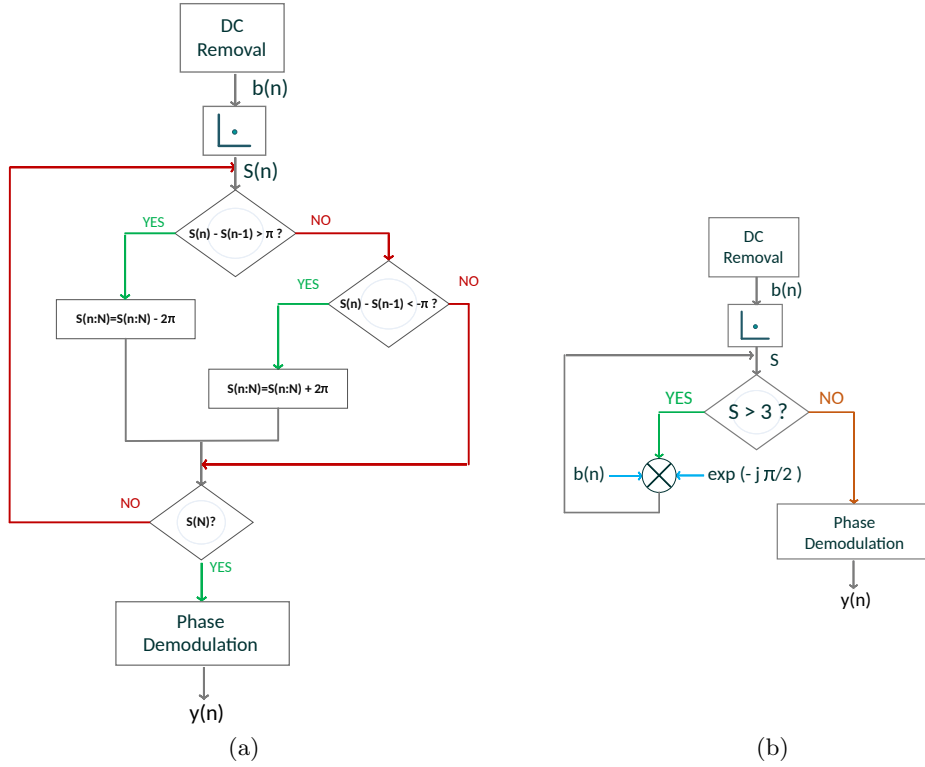 DC
Removal
b(n)
S(n)
YES
S(n) - S(n-1) > π ?
NO
S(n:N)=S(n:N) - 2π
YES
S(n) - S(n-1) < -π ?
NO
S(n:N)=S(n:N) + 2π
NO
S(N)?
YES
Phase
Demodulation
y(n)
(a)
DC
Removal
b(n)
S
YES
S > 3 ?
NO
b(n)
exp (- j π/2 )
Phase
Demodulation
y(n)
(b)